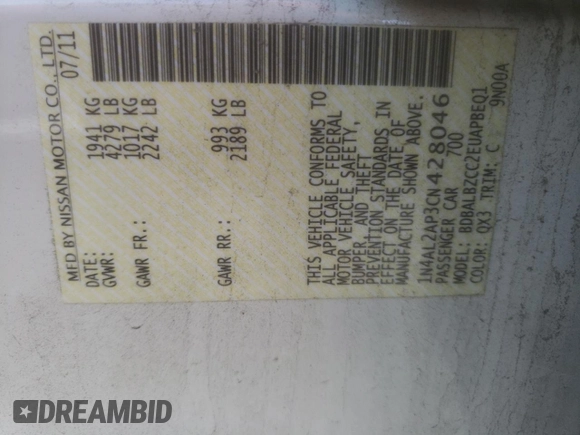 MFD BY NISSAN MOTOR CO., LTD.
DATE: 07/11
GVWR: 1941 KG
4279 LB
GAWR FR.: 1017 KG
2242 LB
GAWR RR.: 993 KG
2189 LB
THIS VEHICLE CONFORMS TO
ALL APPLICABLE FEDERAL
MOTOR VEHICLE SAFETY,
BUMPER, AND THEFT
PREVENTION STANDARDS IN
EFFECT ON THE DATE OF
MANUFACTURE SHOWN ABOVE.
1N4AL2AP3CN428046
PASSENGER CAR 700
MODEL: BDBALBZCC2EUAPBEQ1
COLOR: QX3 TRIM: C 9N00A
DREAMBID